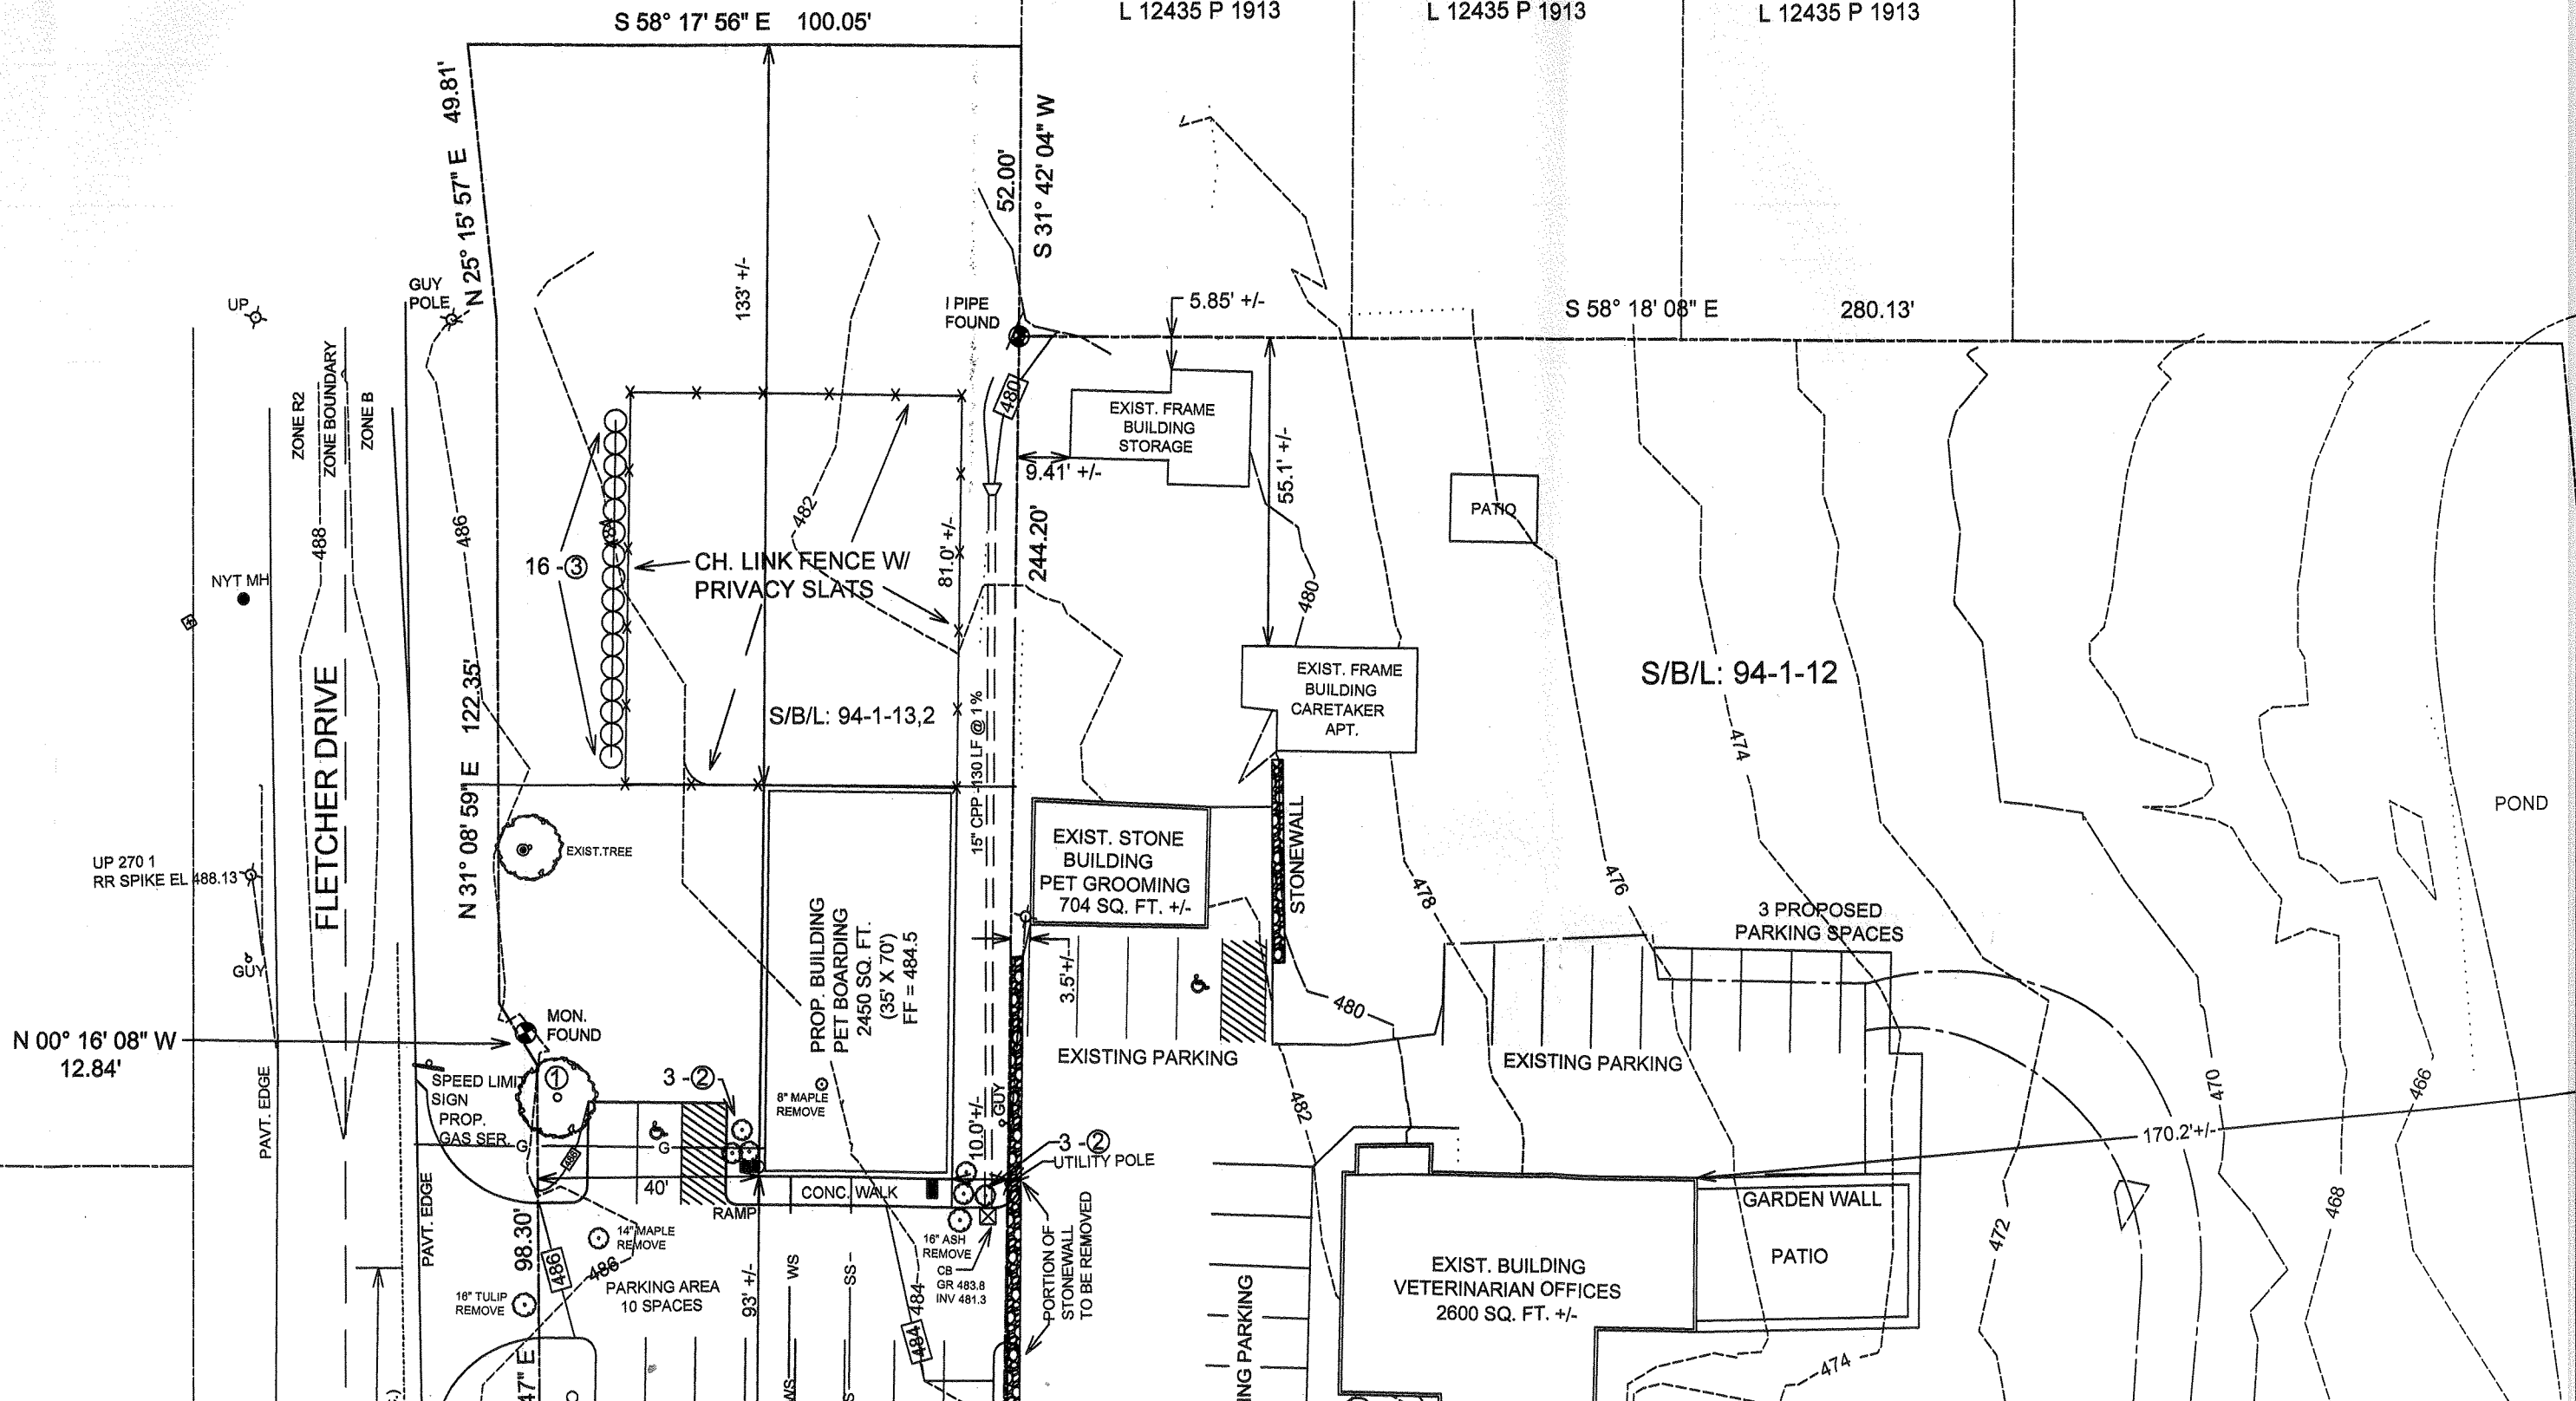 S 58° 17' 56" E 100.05'
L 12435 P 1913
L 12435 P 1913
L 12435 P 1913
N 25° 15' 57" E 49.81'
52.00'
S 31° 42' 04" W
133' +/-
UP
GUY
POLE
I PIPE
FOUND
5.85' +/-
S 58° 18' 08" E 280.13'
ZONE R2
ZONE BOUNDARY
ZONE B
480
EXIST. FRAME
BUILDING
STORAGE
9.41' +/-
55.1' +/-
488
486
482
PATIO
244.20'
81.0' +/-
16 - 3
CH. LINK FENCE W/
PRIVACY SLATS
NYT MH
480
FLETCHER DRIVE
N 31° 08' 59" E 122.35'
S/B/L: 94-1-13,2
15" CPP -130 LF @ 1%
EXIST. FRAME
BUILDING
CARETAKER
APT.
S/B/L: 94-1-12
474
POND
EXIST.TREE
UP 270 1
RR SPIKE EL 488.13
GUY
EXIST. STONE
BUILDING
PET GROOMING
704 SQ. FT. +/-
STONEWALL
478
476
3 PROPOSED
PARKING SPACES
PROP. BUILDING
PET BOARDING
2450 SQ. FT.
(35' X 70')
FF = 484.5
3.5'+/-
480
N 00° 16' 08" W
12.84'
MON.
FOUND
EXISTING PARKING
EXISTING PARKING
SPEED LIMIT
SIGN
PROP.
GAS SER.
1
3 - 2
8" MAPLE
REMOVE
10.0'+/-
GUY
482
470
466
PAVT. EDGE
G
G
486
3 - 2
UTILITY POLE
170.2'+/-
40'
CONC. WALK
RAMP
GARDEN WALL
PATIO
472
468
PAVT. EDGE
98.30'
14" MAPLE
REMOVE
486
486
16" ASH
REMOVE
CB
GR 483.8
INV 481.3
PORTION OF
STONEWALL
TO BE REMOVED
16" TULIP
REMOVE
PARKING AREA
10 SPACES
93' +/-
WS
SS
484
484
EXIST. BUILDING
VETERINARIAN OFFICES
2600 SQ. FT. +/-
474
47" E
WS
S
ING PARKING